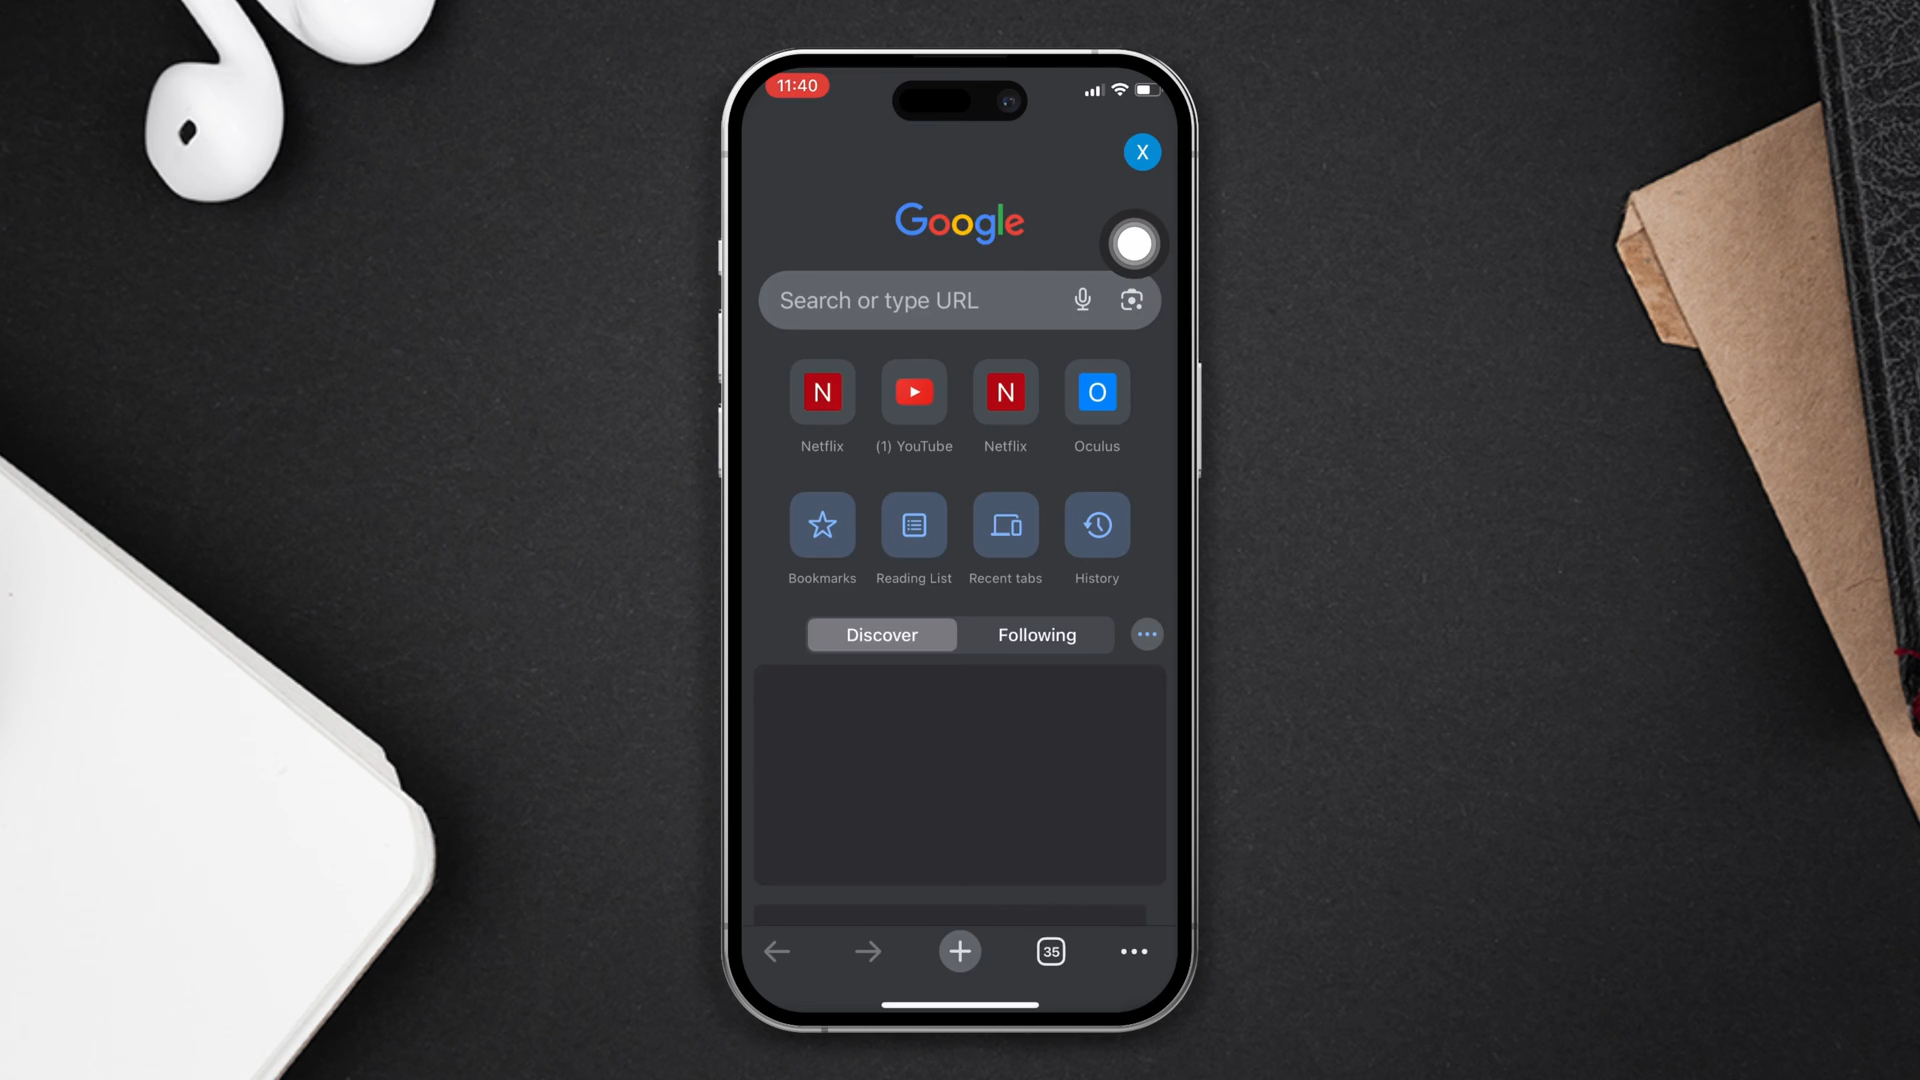 11:40
X
Google
Search or type URL
N N O
Netflix (1) YouTube Netflix Oculus
Bookmarks Reading List Recent tabs History
Discover Following
35